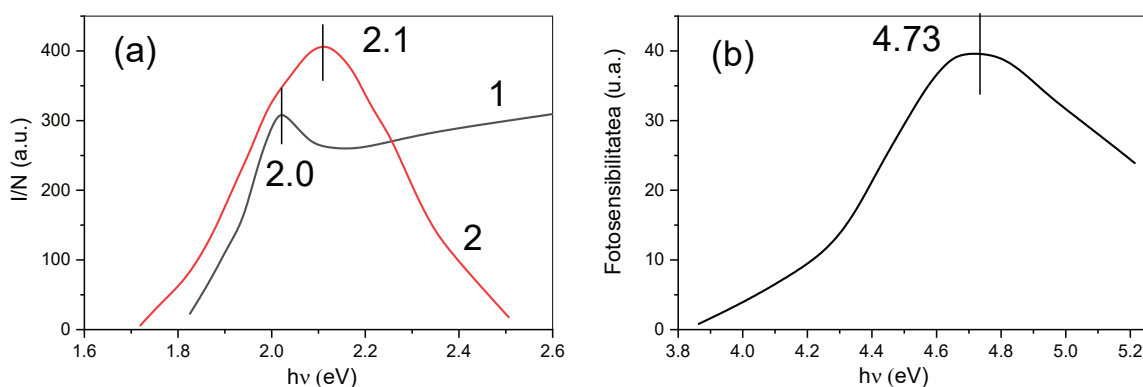 (a)
2.1
1
2.0
2
I/N (a.u.)
400
300
200
100
0
1.6 1.8 2.0 2.2 2.4 2.6
hν (eV)
(b)
4.73
Fotosensibilitatea (u.a.)
40
30
20
10
0
3.8 4.0 4.2 4.4 4.6 4.8 5.0 5.2
hν (eV)